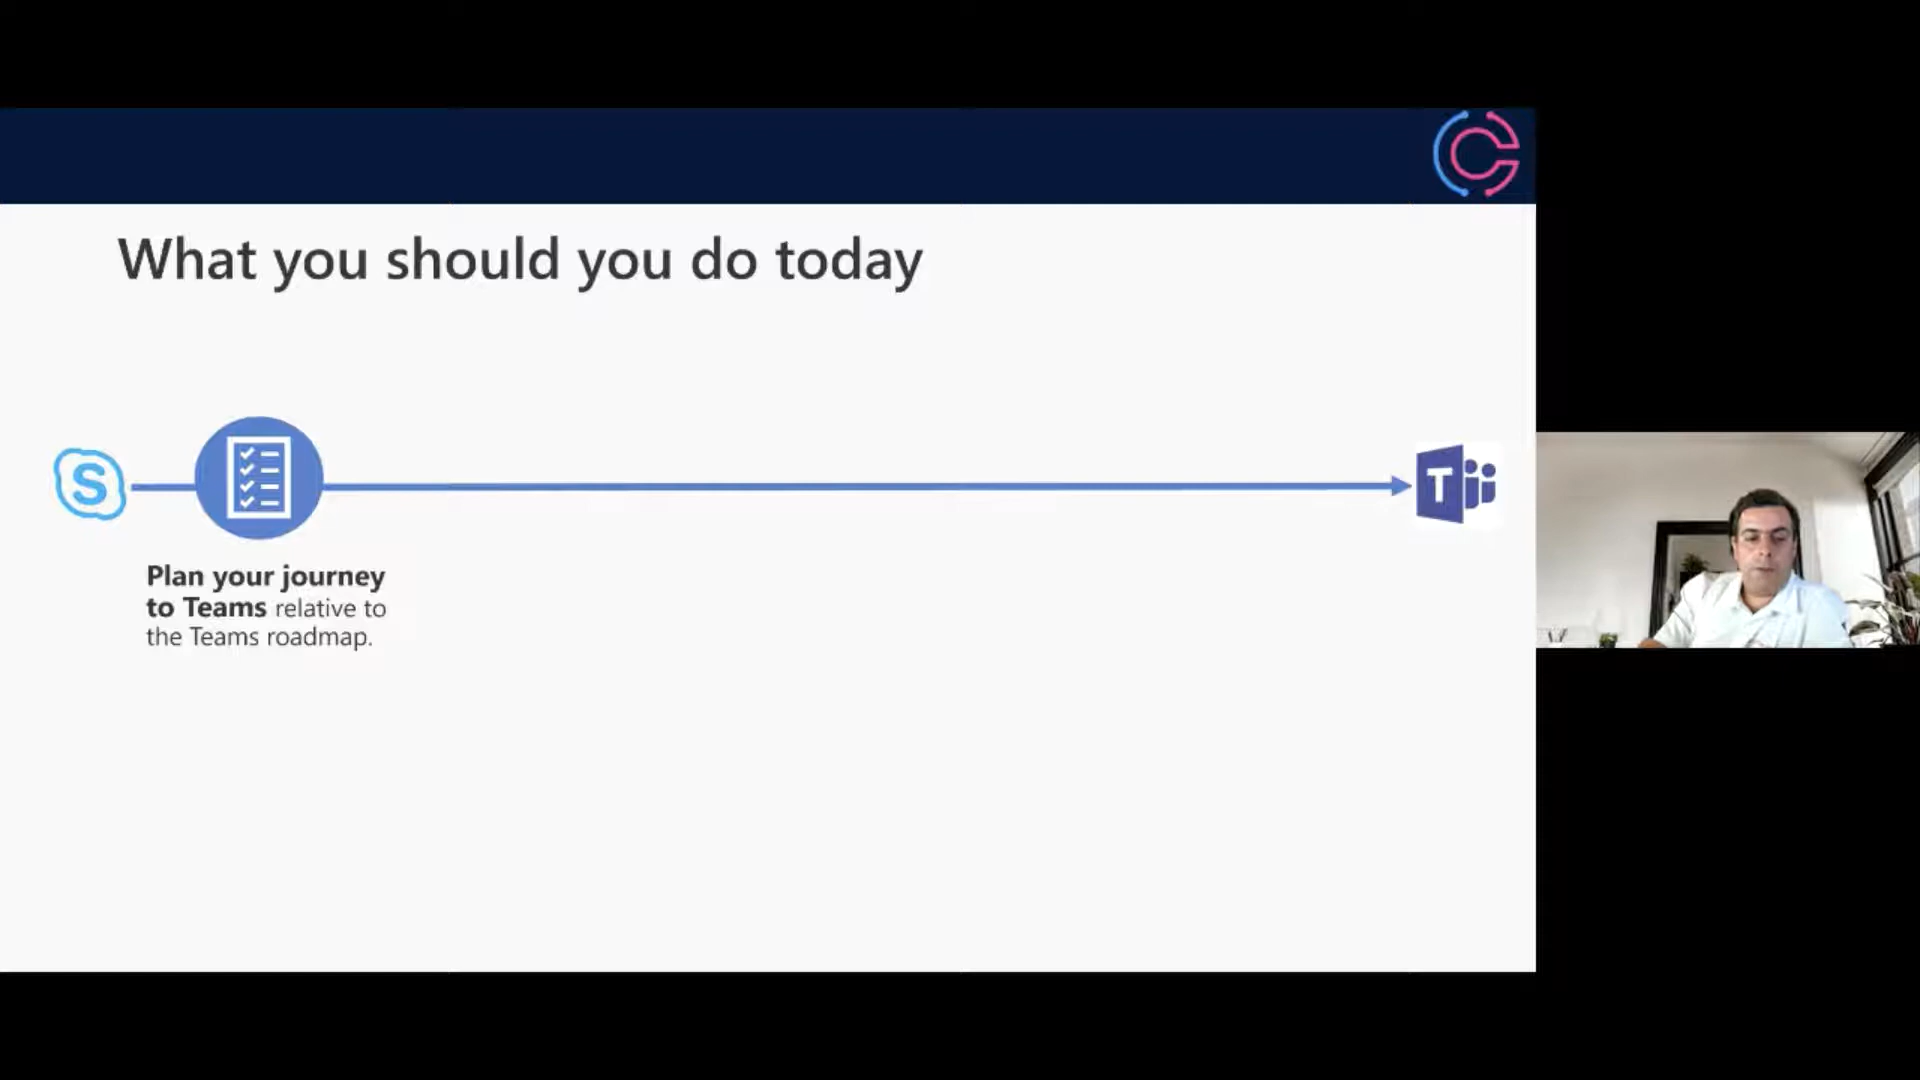 What you should you do today
S
T
Plan your journey
to Teams relative to
the Teams roadmap.